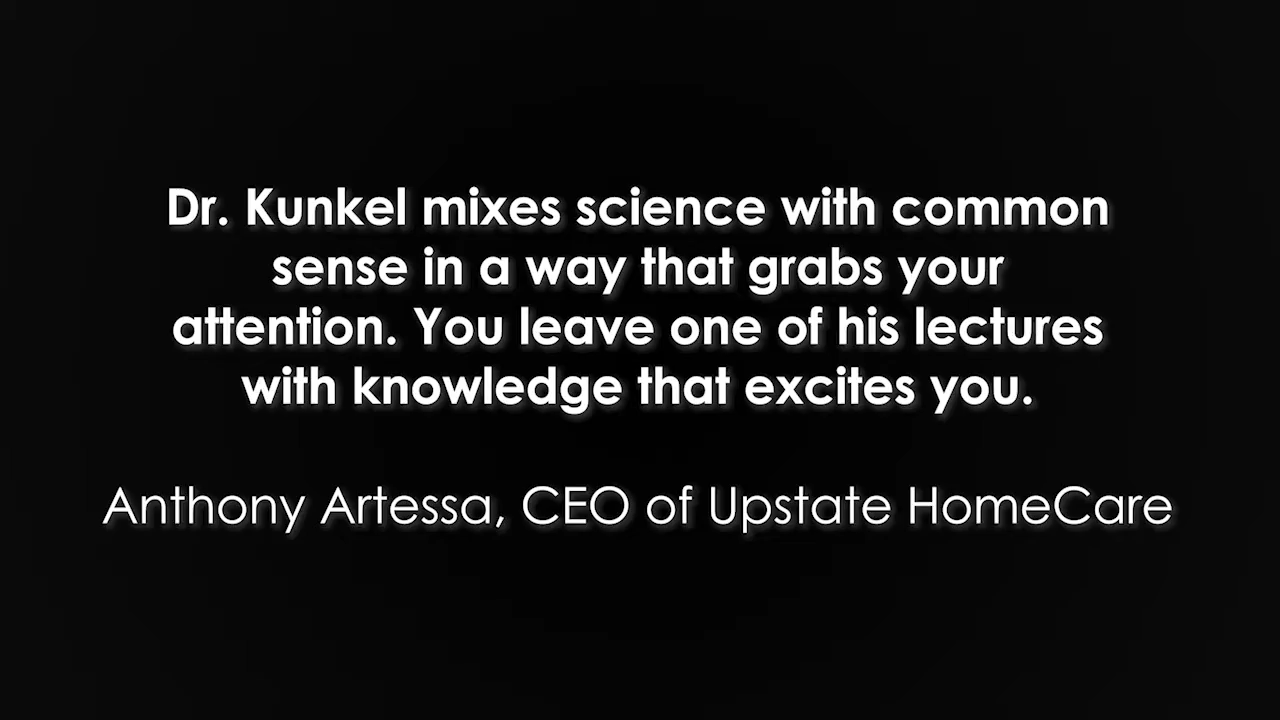 Dr. Kunkel mixes science with common
sense in a way that grabs your
attention. You leave one of his lectures
with knowledge that excites you.
Anthony Artessa, CEO of Upstate HomeCare